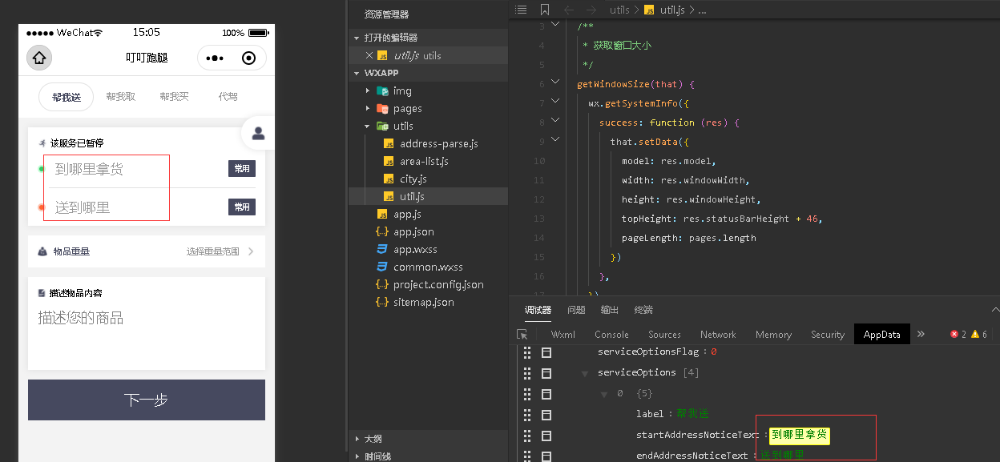 WeChat 15:05 100%
叮叮跑腿
帮我送 帮我取 帮我买 代驾
该服务已暂停
到哪里拿货 常用
送到哪里 常用
物品重量 选择重量范围
描述物品内容
描述您的商品
下一步
资源管理器
打开的编辑器
util.js utils
WXAPP
img
pages
utils
address-parse.js
area-list.js
city.js
util.js
app.js
app.json
app.wxss
common.wxss
project.config.json
sitemap.json
大纲
时间线
utils > util.js > ...
3 /**
4 * 获取窗口大小
5 */
6 getWindowSize(that) {
7 wx.getSystemInfo({
8 success: function (res) {
9 that.setData({
10 model: res.model,
11 width: res.windowWidth,
12 height: res.windowHeight,
13 topHeight: res.statusBarHeight + 46,
14 pageLength: pages.length
15 })
16 },
17 })
调试器 问题 输出 终端
Wxml Console Sources Network Memory Security AppData » 2 6
serviceOptionsFlag : 0
serviceOptions [4]
0 {5}
label : 帮我送
startAddressNoticeText : 到哪里拿货
endAddressNoticeText : 送到哪里